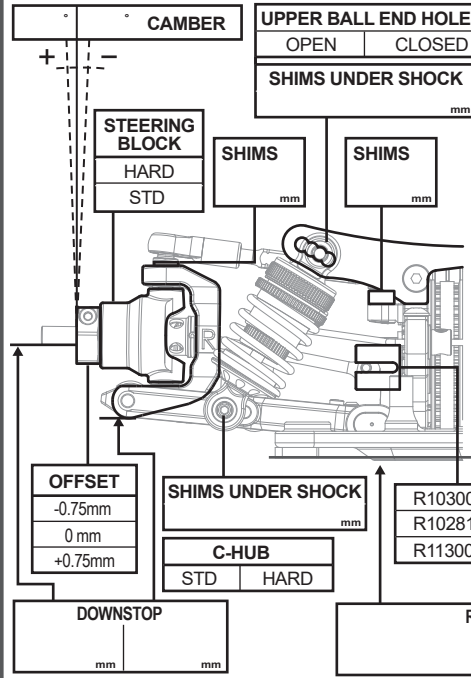 ° ° CAMBER
+ −
UPPER BALL END HOLE
OPEN CLOSED
SHIMS UNDER SHOCK
mm
STEERING
BLOCK
HARD
STD
SHIMS
mm
SHIMS
mm
R
OFFSET
-0.75mm
0 mm
+0.75mm
SHIMS UNDER SHOCK
mm
C-HUB
STD HARD
R10300
R10281
R11300
DOWNSTOP
mm mm
R